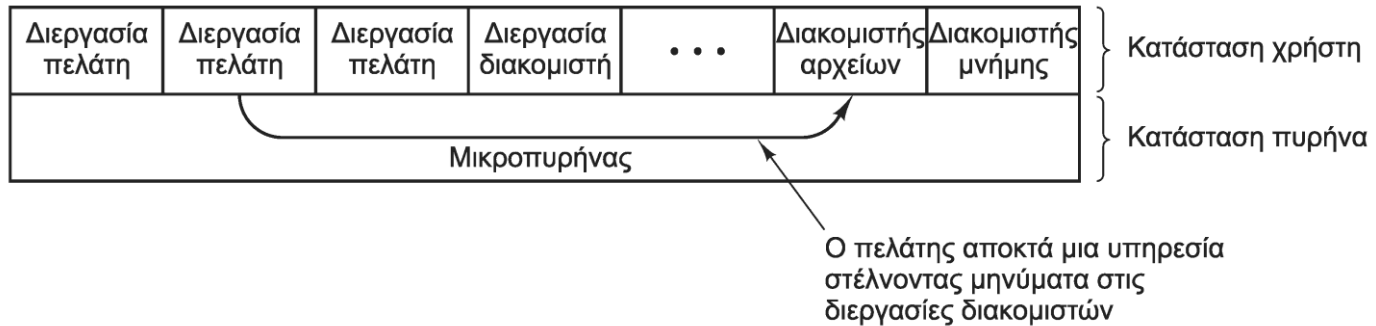 Διεργασία πελάτη
Διεργασία πελάτη
Διεργασία πελάτη
Διεργασία διακομιστή
• • •
Διακομιστής αρχείων
Διακομιστής μνήμης
Κατάσταση χρήστη
Μικροπυρήνας
Κατάσταση πυρήνα
Ο πελάτης αποκτά μια υπηρεσία
στέλνοντας μηνύματα στις
διεργασίες διακομιστών